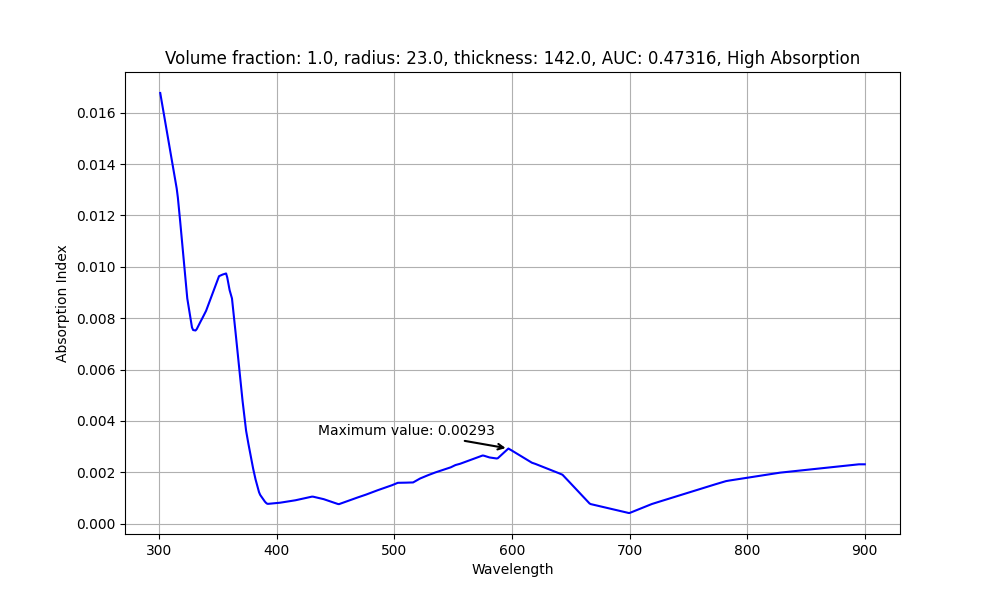 Volume fraction: 1.0, radius: 23.0, thickness: 142.0, AUC: 0.47316, High Absorption
0.016
0.014
0.012
0.010
0.008
0.006
0.004
0.002
0.000
Absorption Index
Maximum value: 0.00293
300 400 500 600 700 800 900
Wavelength